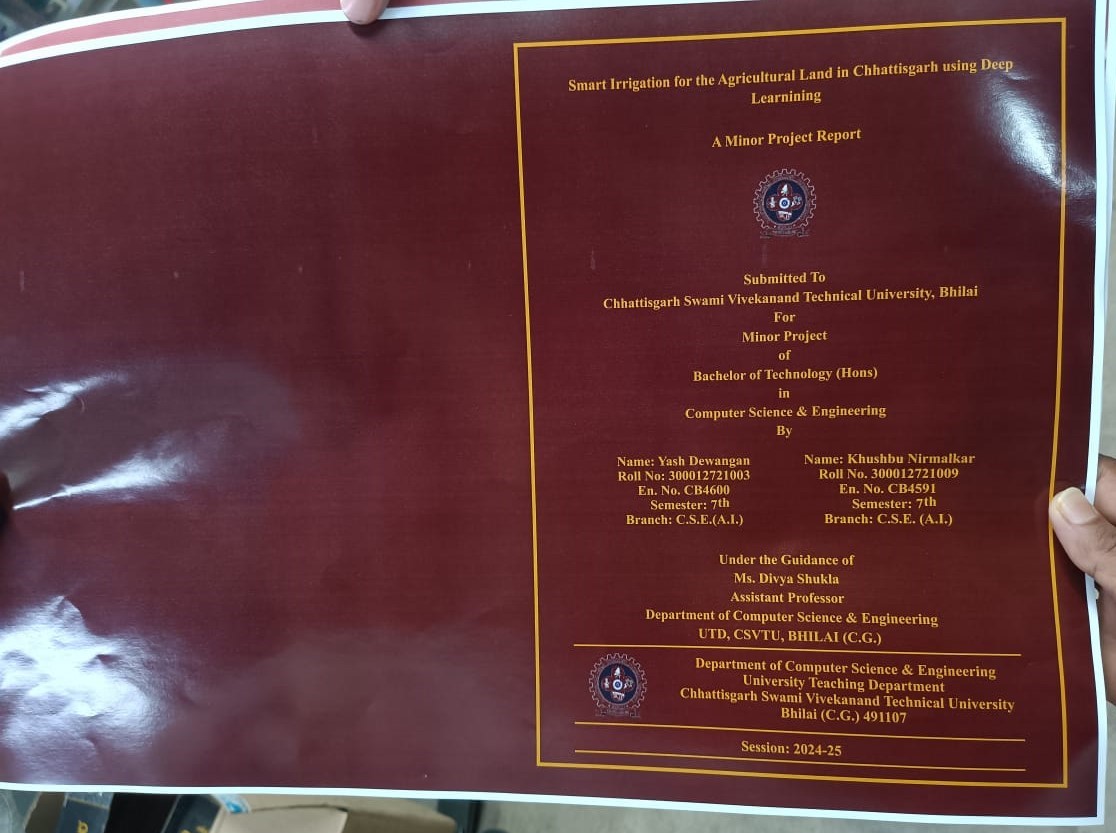 Smart Irrigation for the Agricultural Land in Chhattisgarh using Deep
Learnining
A Minor Project Report
Submitted To
Chhattisgarh Swami Vivekanand Technical University, Bhilai
For
Minor Project
of
Bachelor of Technology (Hons)
in
Computer Science & Engineering
By
Name: Yash Dewangan
Roll No: 300012721003
En. No. CB4600
Semester: 7th
Branch: C.S.E.(A.I.)
Name: Khushbu Nirmalkar
Roll No. 300012721009
En. No. CB4591
Semester: 7th
Branch: C.S.E. (A.I.)
Under the Guidance of
Ms. Divya Shukla
Assistant Professor
Department of Computer Science & Engineering
UTD, CSVTU, BHILAI (C.G.)
Department of Computer Science & Engineering
University Teaching Department
Chhattisgarh Swami Vivekanand Technical University
Bhilai (C.G.) 491107
Session: 2024-25